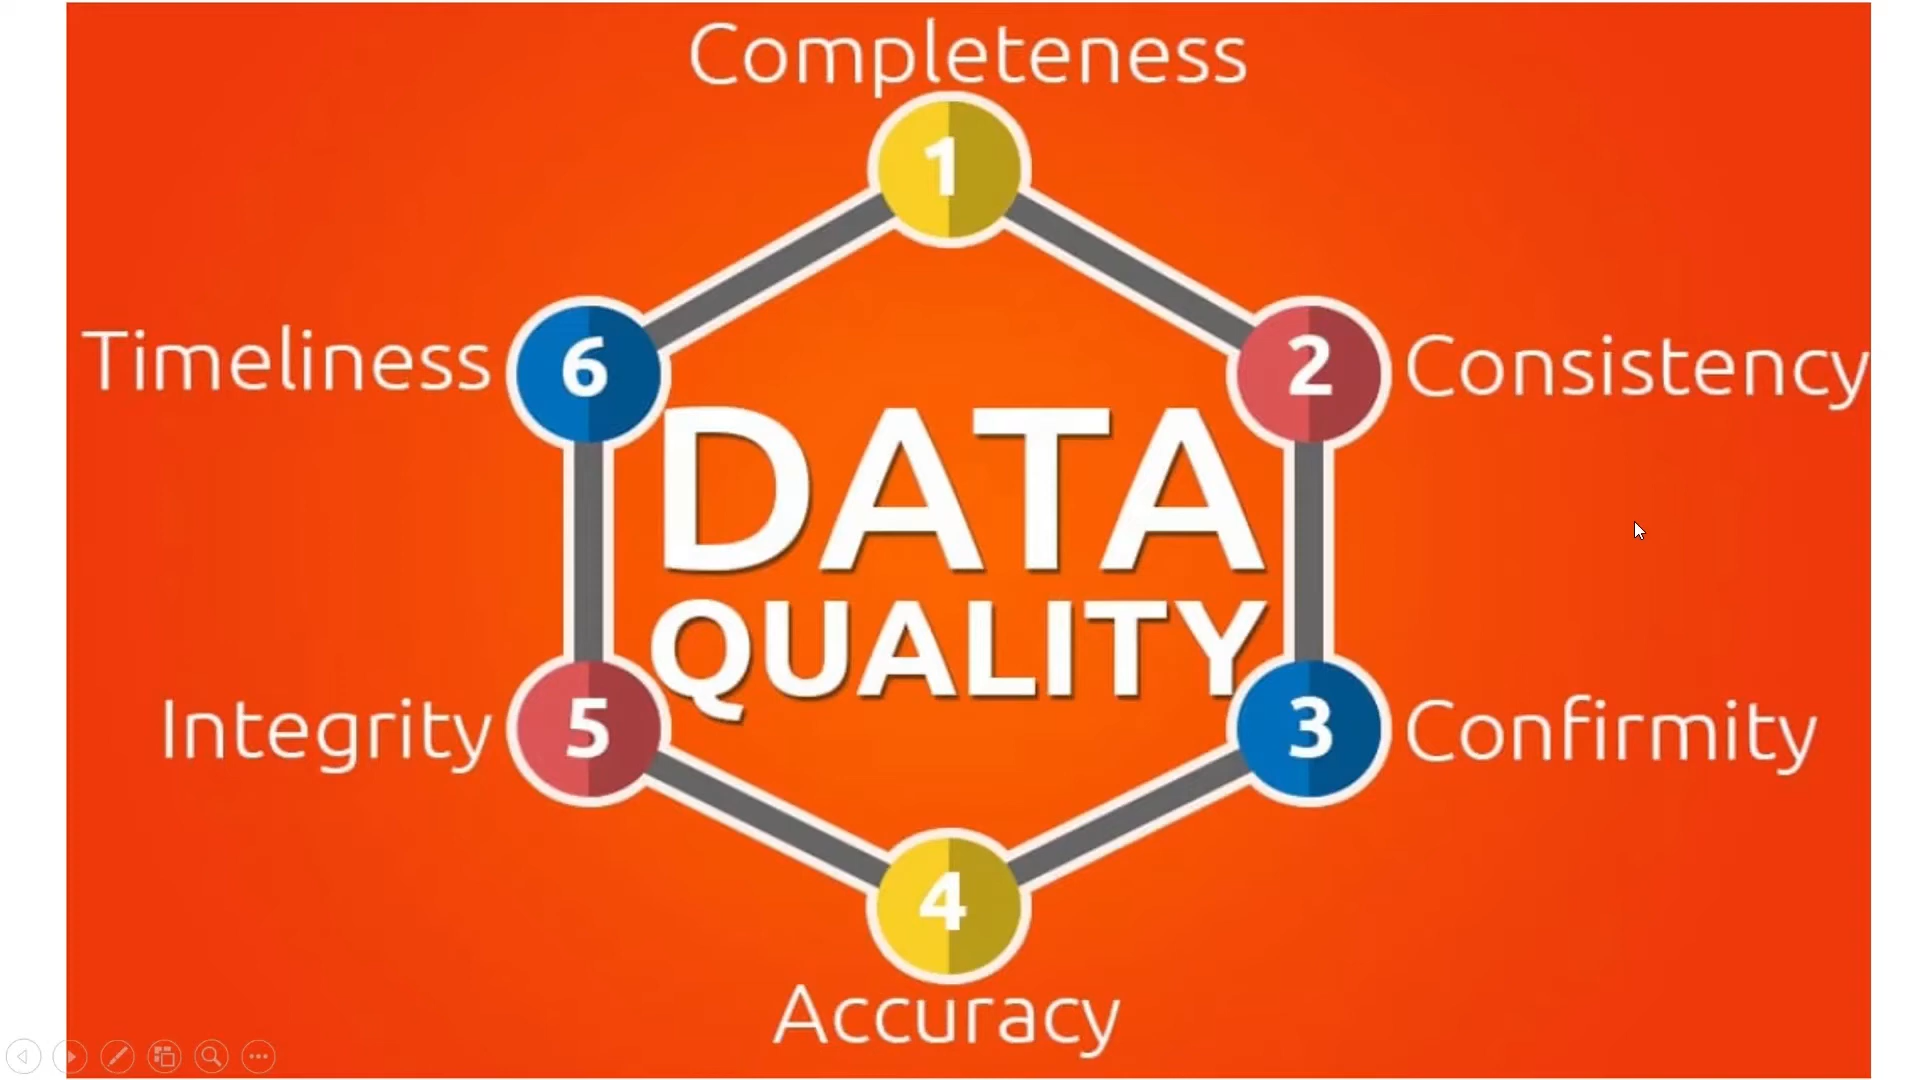 Completeness
1
Timeliness
6
2
Consistency
DATA
QUALITY
Integrity
5
3
Confirmity
4
Accuracy